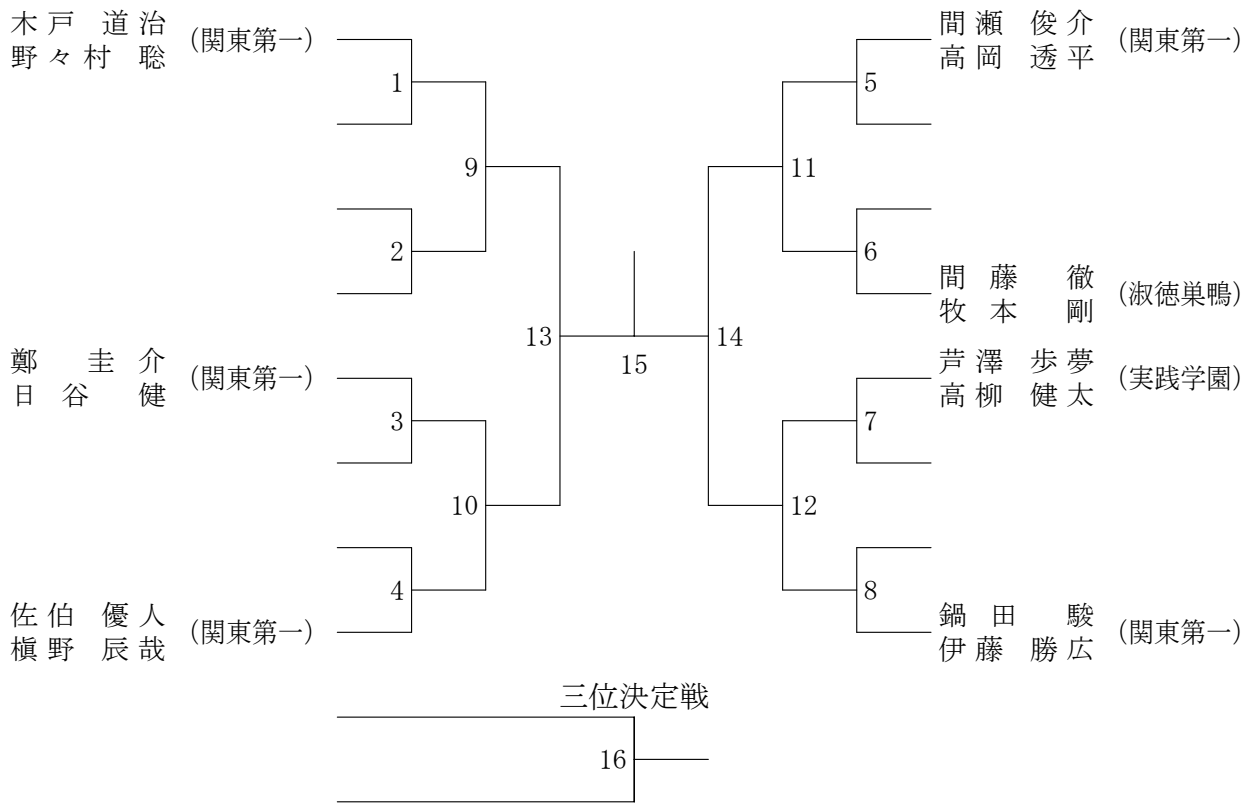 木戸 道治
野々村 聡
(関東第一)
1
9
2
鄭 圭介
日谷 健
(関東第一)
3
10
4
佐伯 優人
槇野 辰哉
(関東第一)
13
15
14
間瀬 俊介
高岡 透平
(関東第一)
5
11
6
間藤 徹
牧本 剛
(淑徳巣鴨)
芦澤 歩夢
高柳 健太
(実践学園)
7
12
8
鍋田 駿
伊藤 勝広
(関東第一)
三位決定戦
16